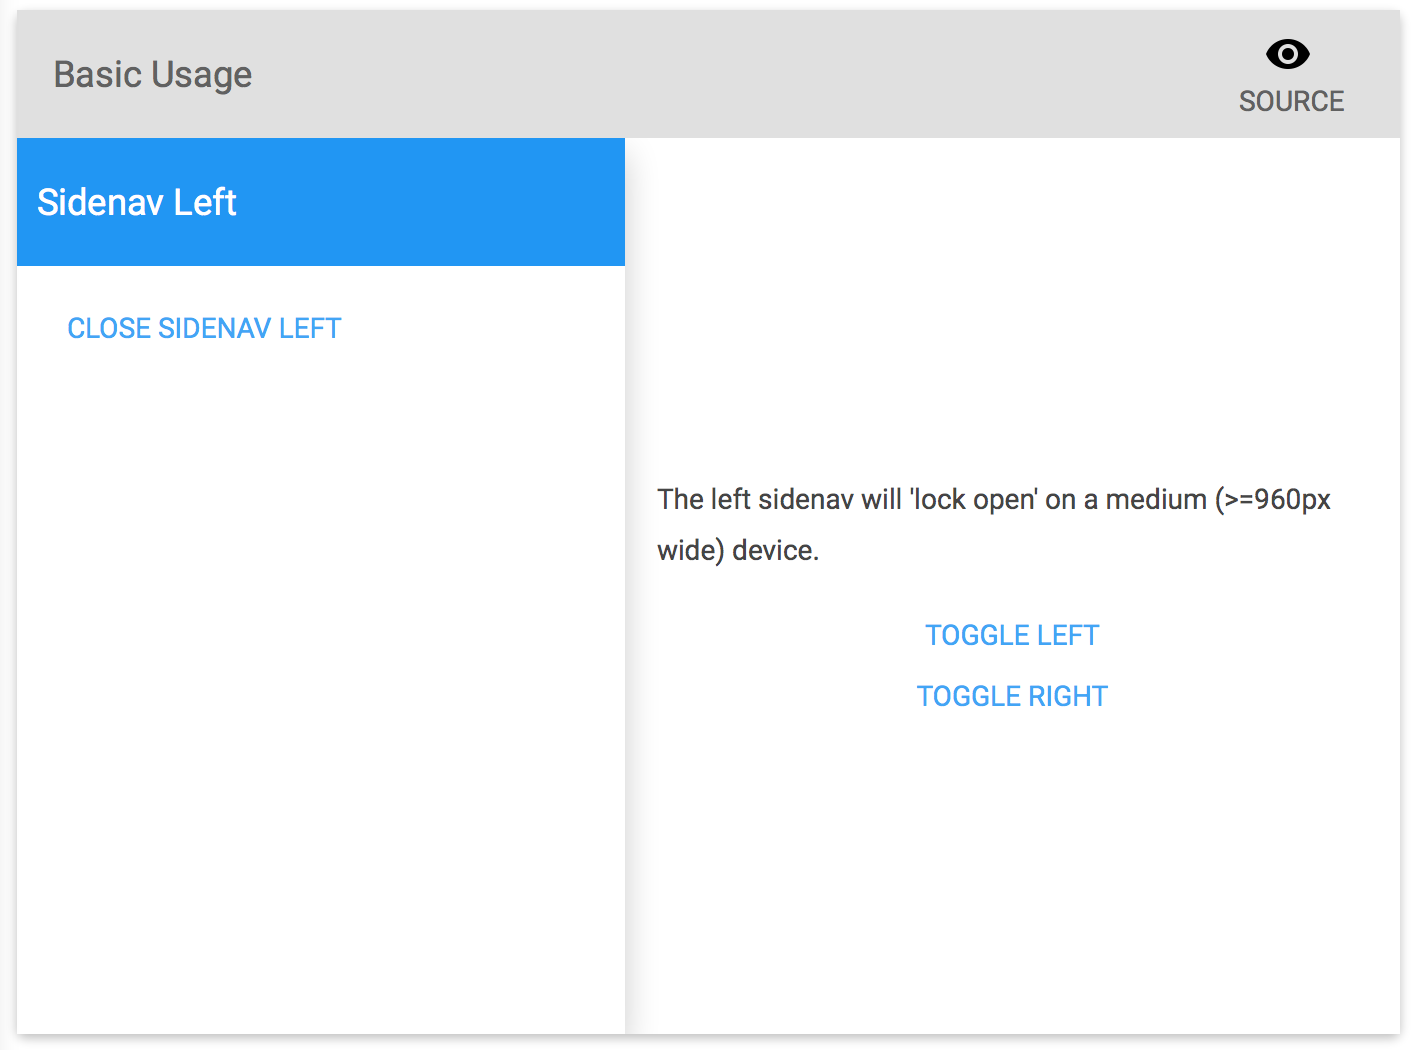 Basic Usage
SOURCE
Sidenav Left
CLOSE SIDENAV LEFT
The left sidenav will 'lock open' on a medium (>=960px
wide) device.
TOGGLE LEFT
TOGGLE RIGHT